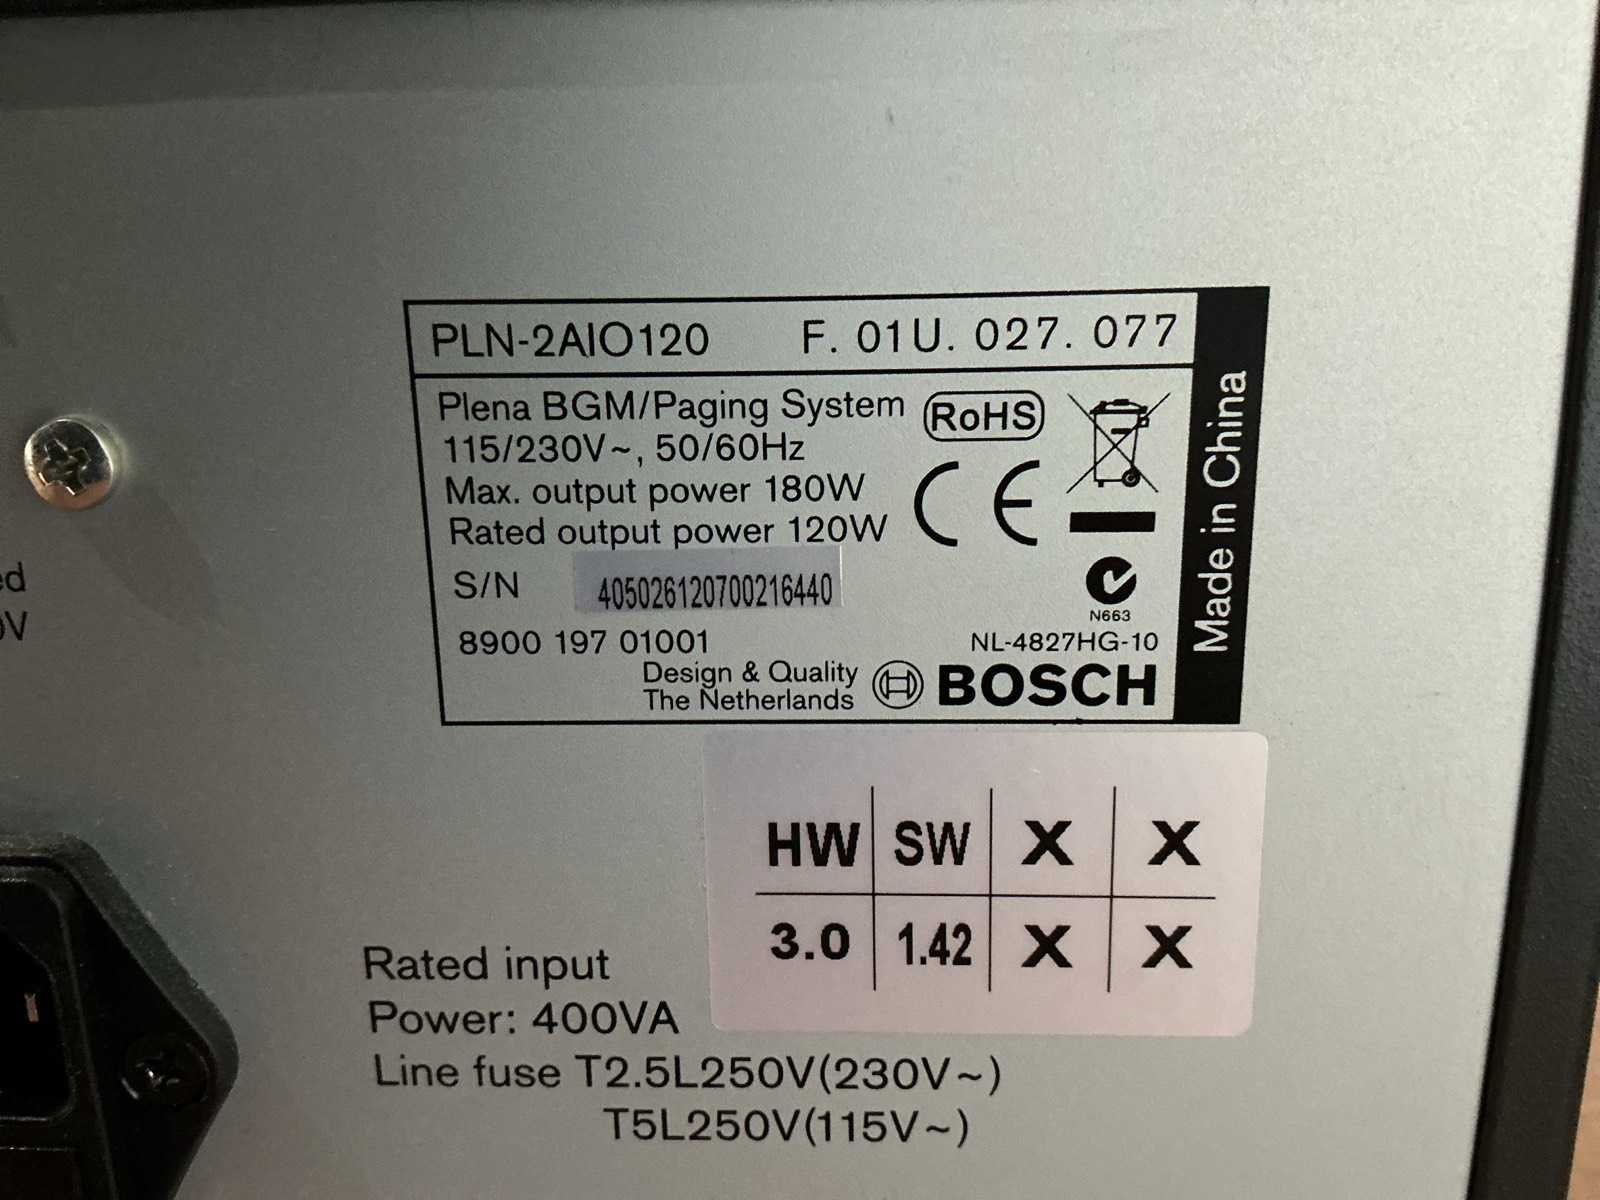 PLN-2AIO120 F. 01U. 027. 077
Plena BGM/Paging System RoHS
115/230V~, 50/60Hz
Max. output power 180W
Rated output power 120W
CE
S/N 405026120700216440
N663
8900 197 01001 NL-4827HG-10
Design & Quality
The Netherlands
BOSCH
Made in China
HW SW X X
3.0 1.42 X X
Rated input
Power: 400VA
Line fuse T2.5L250V(230V~)
T5L250V(115V~)